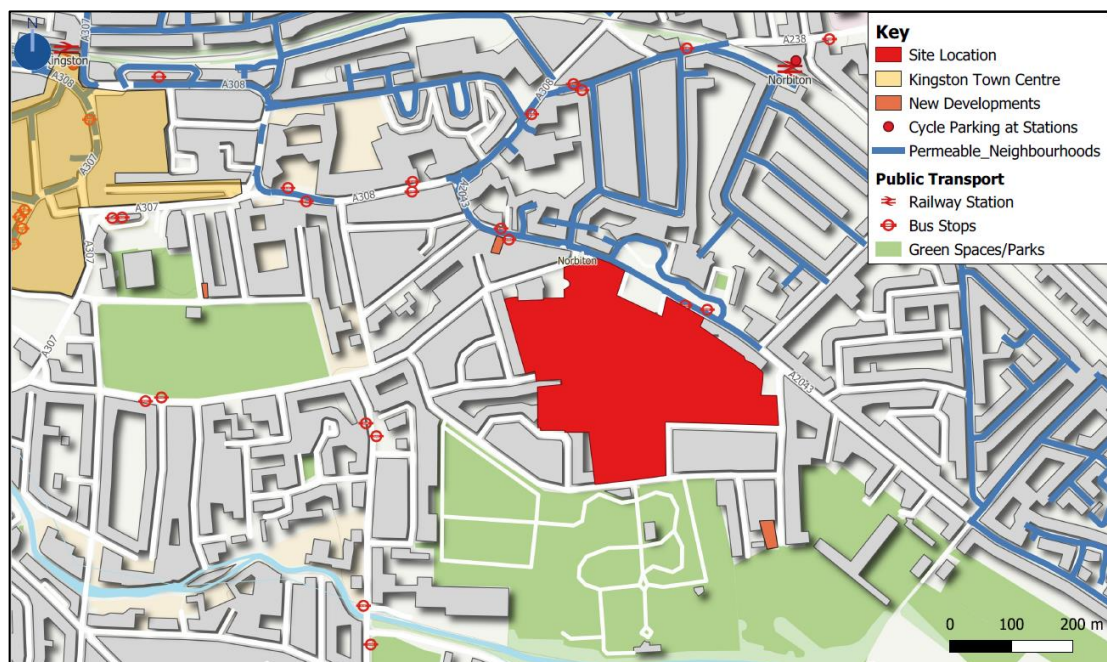 N
Kingston
A307
A308
A308
A307
A307
A307
A307
A308
A2043
A308
A238
Norbiton
Norbiton
A2043
Key
Site Location
Kingston Town Centre
New Developments
Cycle Parking at Stations
Permeable_Neighbourhoods
Public Transport
Railway Station
Bus Stops
Green Spaces/Parks
0 100 200 m